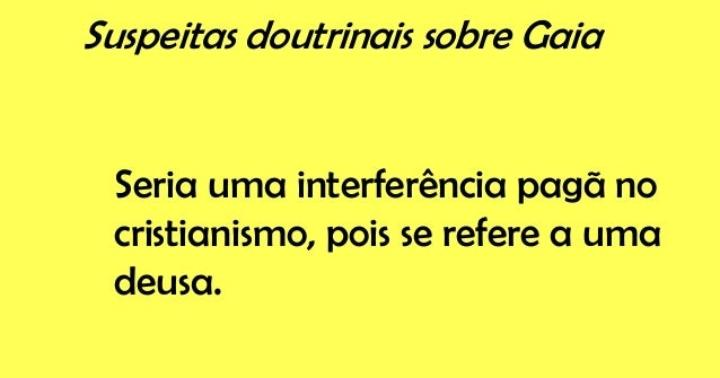 Suspeitas doutrinais sobre Gaia
Seria uma interferência pagã no
cristianismo, pois se refere a uma
deusa.